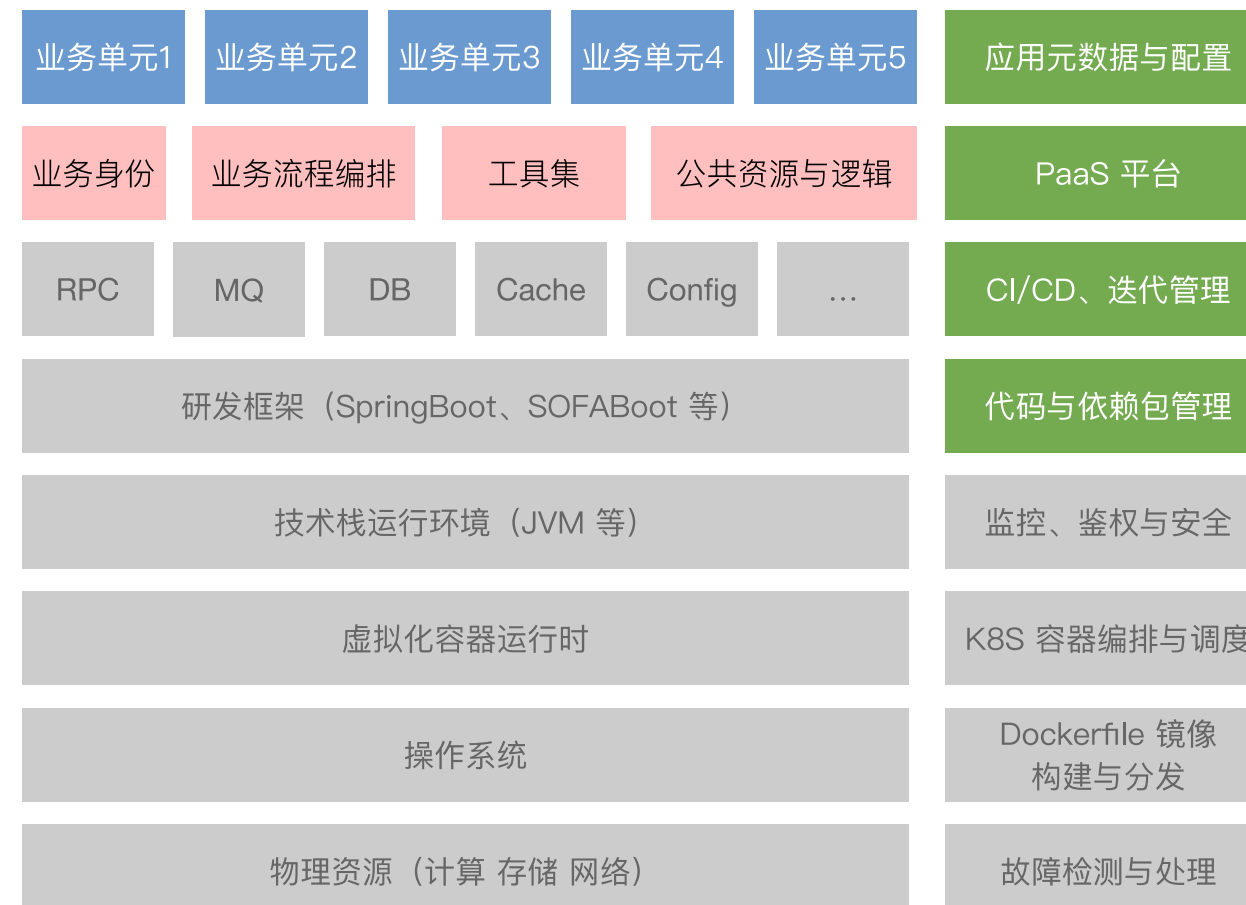 业务单元1
业务单元2
业务单元3
业务单元4
业务单元5
应用元数据与配置
业务身份
业务流程编排
工具集
公共资源与逻辑
PaaS 平台
RPC
MQ
DB
Cache
Config
...
CI/CD、迭代管理
研发框架（SpringBoot、SOFABoot 等）
代码与依赖包管理
技术栈运行环境（JVM 等）
监控、鉴权与安全
虚拟化容器运行时
K8S 容器编排与调度
操作系统
Dockerfile 镜像
构建与分发
物理资源（计算 存储 网络）
故障检测与处理